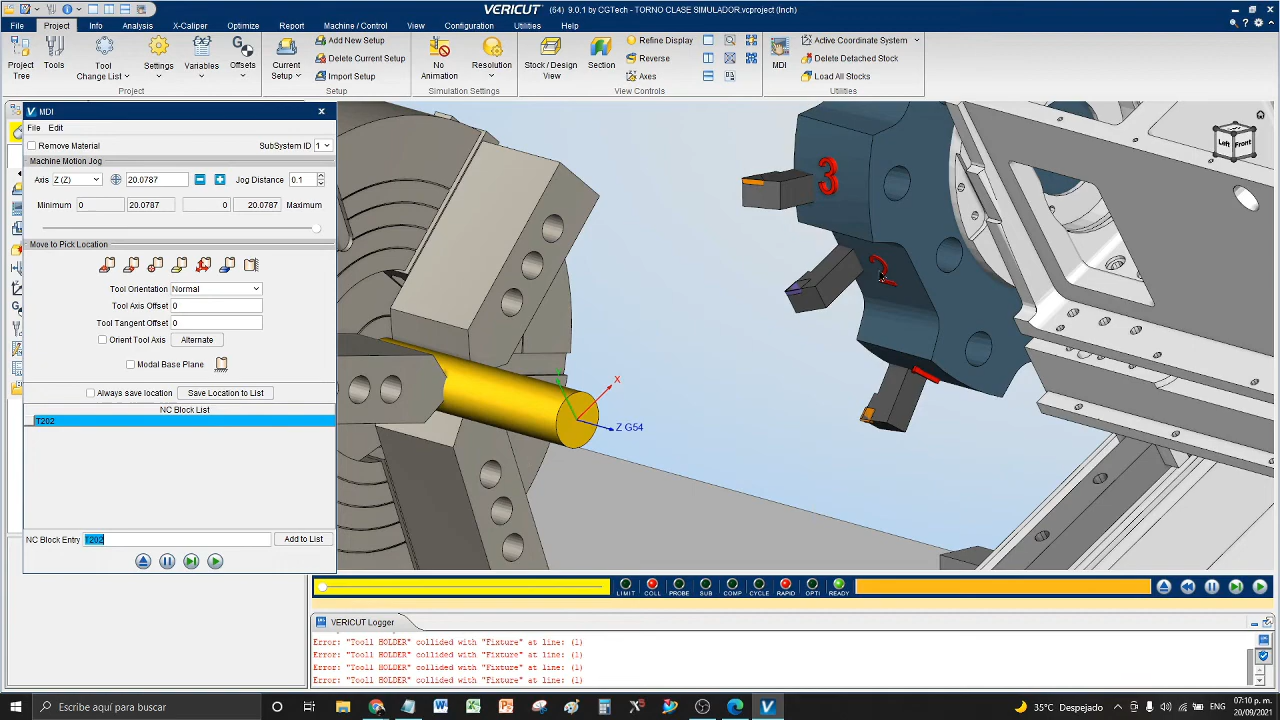 VERICUT (64) 9.0.1 by CGTech - TORNO CLASE SIMULADOR.vcproject (Inch)
File Project Info Analysis X-Caliper Optimize Report Machine / Control View Configuration Utilities
Project Tree
Tools
Tool Change List
Settings
Variables
Offsets
Project
Current Setup
Add New Setup
Delete Current Setup
Import Setup
Setup
No Animation
Resolution
Simulation Settings
Stock / Design View
Section
Refine Display
Reverse
Axes
View Controls
MDI
Active Coordinate System
Delete Detached Stock
Load All Stocks
Utilities
MDI
File Edit
Remove Material SubSystem ID 1
Machine Motion Jog
Axis Z (Z) 20.0787 Jog Distance 0.1
Minimum 0 20.0787 0 20.0787 Maximum
Move to Pick Location
Tool Orientation Normal
Tool Axis Offset 0
Tool Tangent Offset 0
Orient Tool Axis Alternate
Modal Base Plane
Always save location Save Location to List
NC Block List
T202
NC Block Entry T202 Add to List
3
2
X
Z G54
Left Front
LIMIT COLL PROBE SUB COMP CYCLE RAPID OPTI READY
VERICUT Logger
Error: "Tool1 HOLDER" collided with "Fixture" at line: (1)
Error: "Tool1 HOLDER" collided with "Fixture" at line: (1)
Error: "Tool1 HOLDER" collided with "Fixture" at line: (1)
Error: "Tool1 HOLDER" collided with "Fixture" at line: (1)
Escribe aquí para buscar
35°C Despejado
ENG
07:10 p. m.
20/09/2021